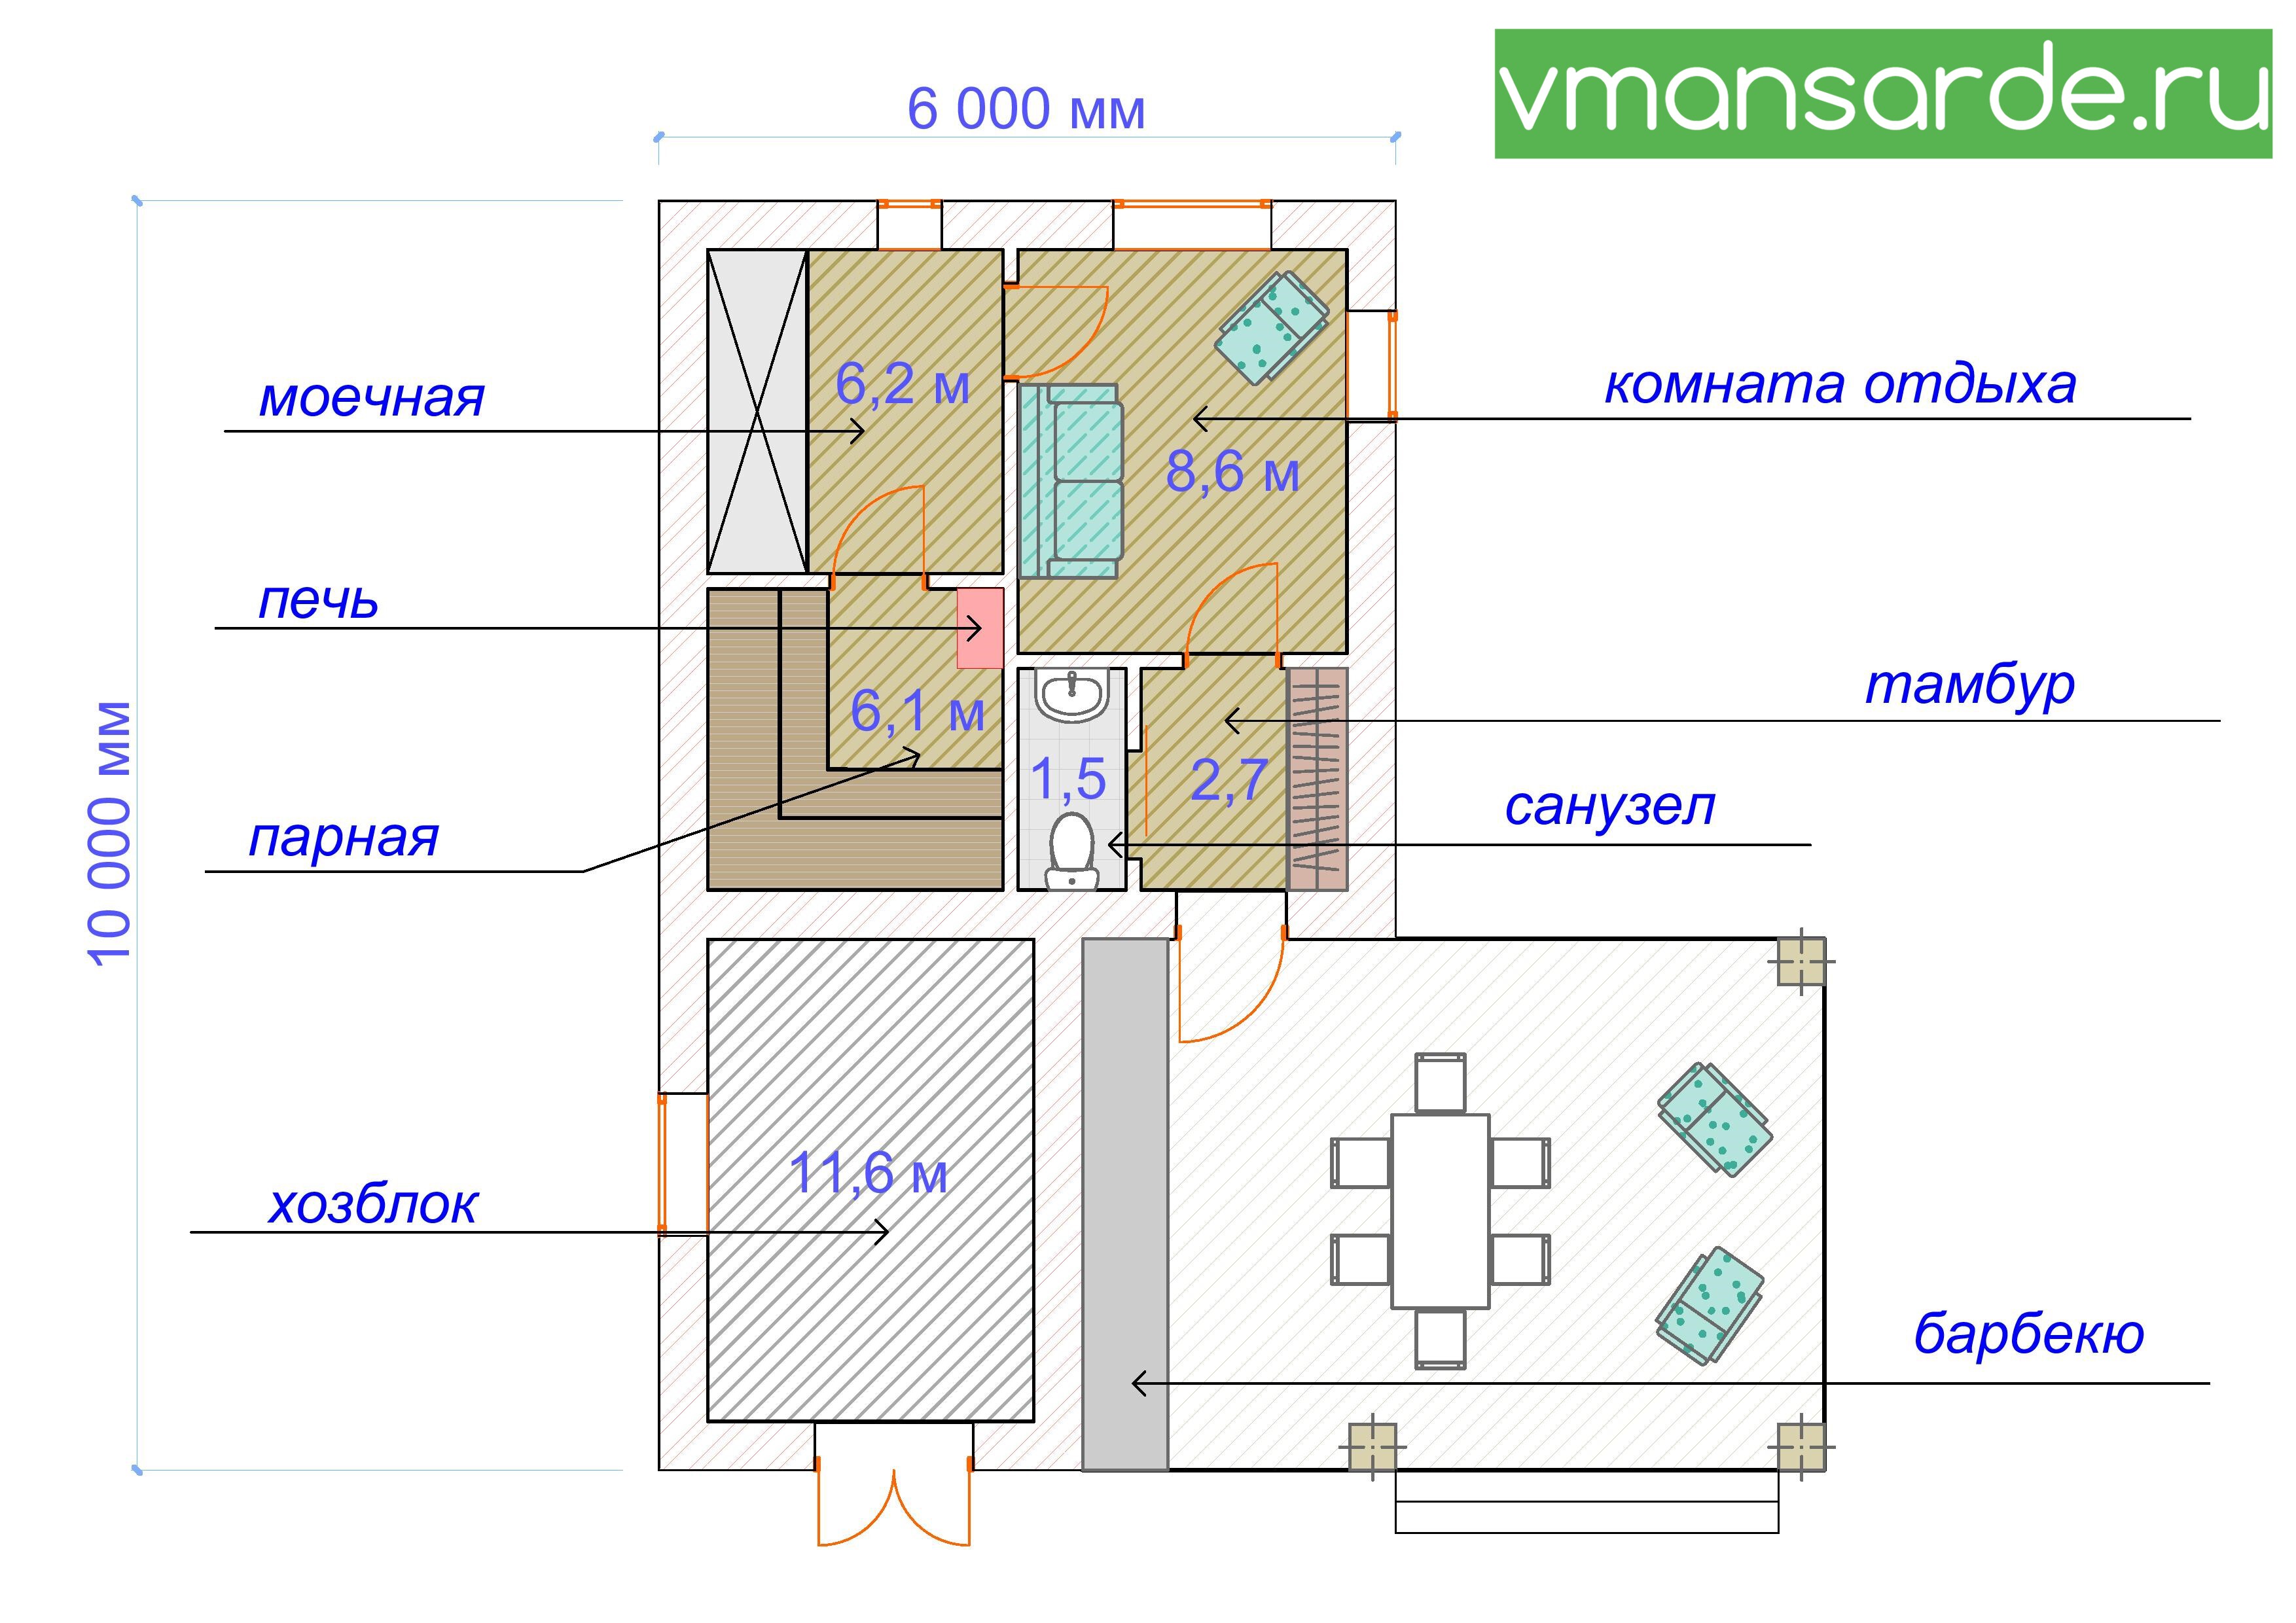 vmansarde.ru
6 000 мм
10 000 мм
моечная
6,2 м
комната отдыха
8,6 м
печь
6,1 м
тамбур
2,7
1,5
санузел
парная
хозблок
11,6 м
барбекю